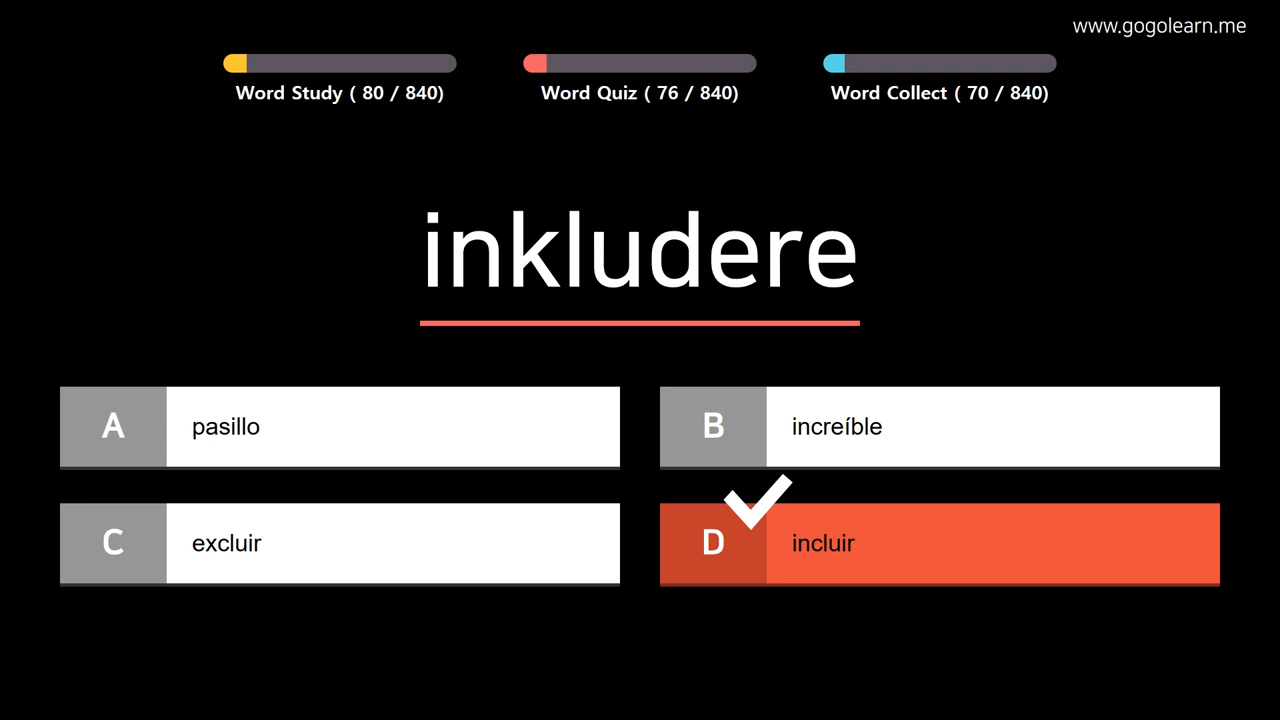 www.gogolearn.me
Word Study ( 80 / 840)
Word Quiz ( 76 / 840)
Word Collect ( 70 / 840)
inkludere
A pasillo
B increíble
C excluir
D incluir